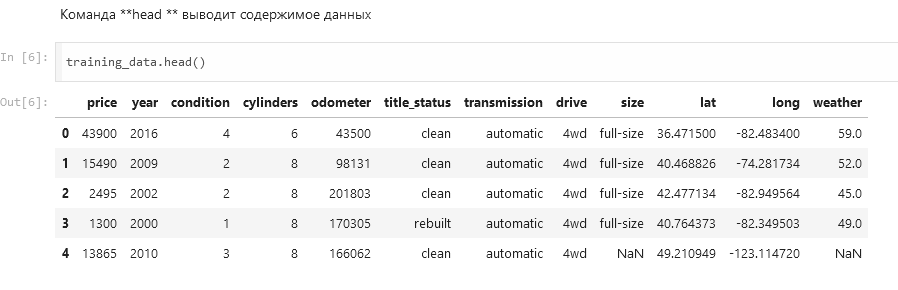 Команда **head ** выводит содержимое данных
In [6]: training_data.head()
Out[6]: price year condition cylinders odometer title_status transmission drive size lat long weather
0 43900 2016 4 6 43500 clean automatic 4wd full-size 36.471500 -82.483400 59.0
1 15490 2009 2 8 98131 clean automatic 4wd full-size 40.468826 -74.281734 52.0
2 2495 2002 2 8 201803 clean automatic 4wd full-size 42.477134 -82.949564 45.0
3 1300 2000 1 8 170305 rebuilt automatic 4wd full-size 40.764373 -82.349503 49.0
4 13865 2010 3 8 166062 clean automatic 4wd NaN 49.210949 -123.114720 NaN